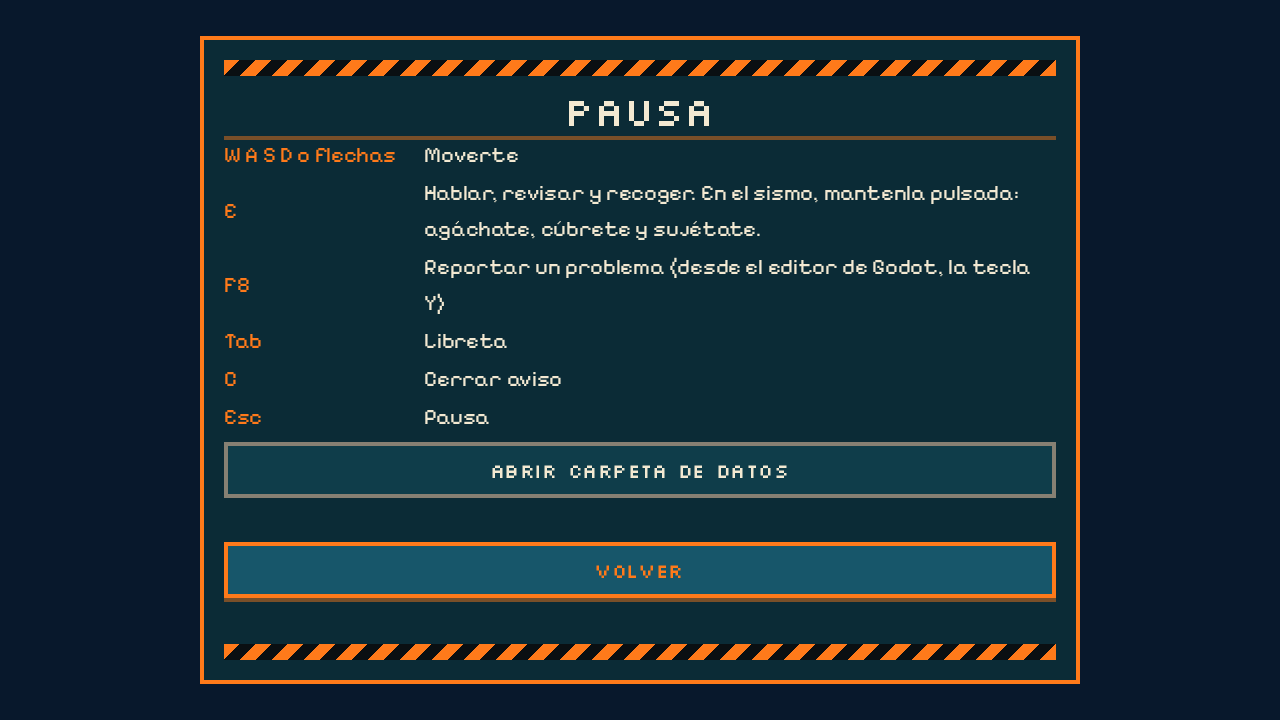 PAUSA
W A S D o flechas Moverte
E Hablar, revisar y recoger. En el sismo, mantenla pulsada:
agáchate, cúbrete y sujétate.
F8 Reportar un problema (desde el editor de Godot, la tecla
Y)
Tab Libreta
C Cerrar aviso
Esc Pausa
ABRIR CARPETA DE DATOS
VOLVER